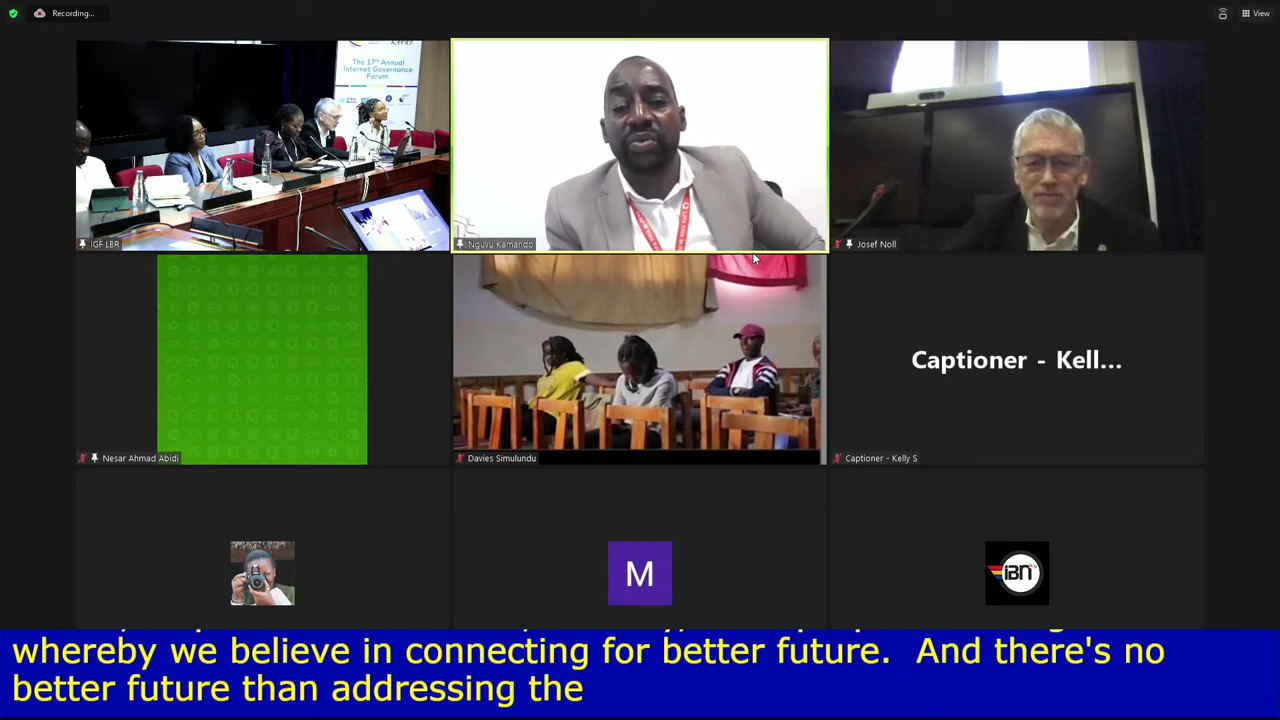 Recording...
View
The 17th Annual
Internet Governance
Forum
IGF LBR
Nguvu Kamando
Josef Noll
Nesar Ahmad Abidi
Davies Simulundu
Captioner - Kell...
Captioner - Kelly S
M
iBN
whereby we believe in connecting for better future. And there's no
better future than addressing the